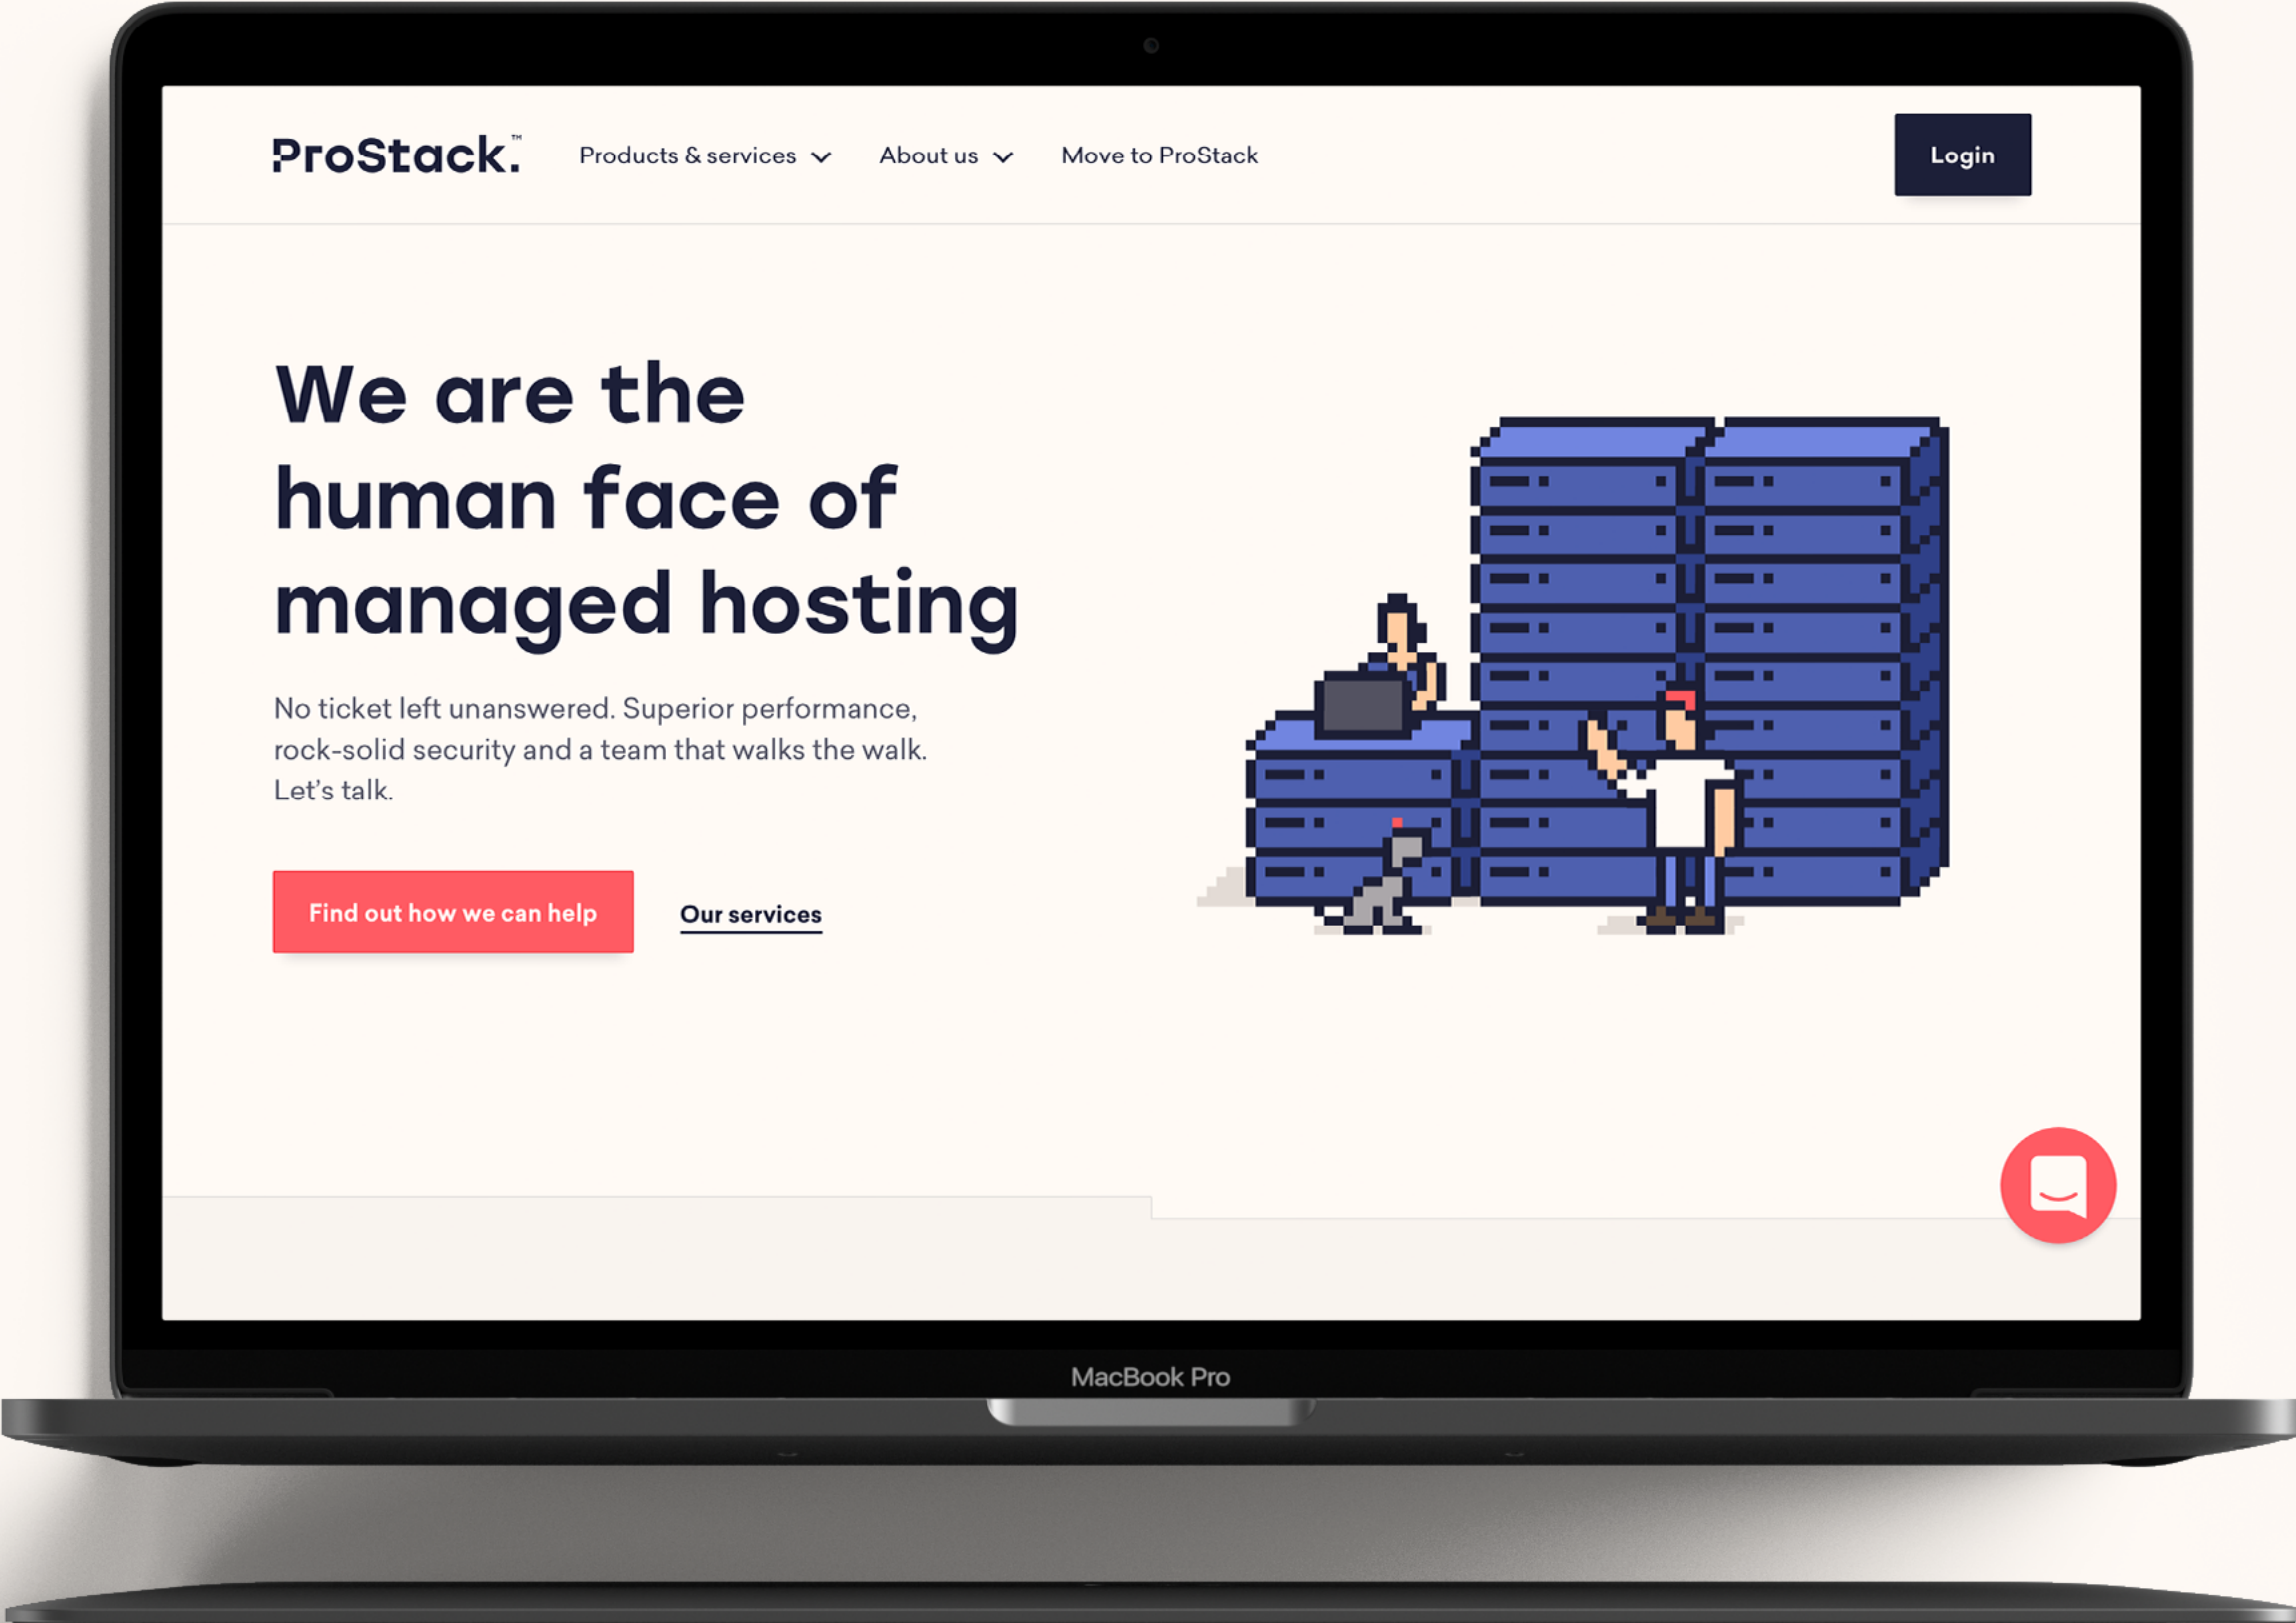 ProStack.™
Products & services
About us
Move to ProStack
Login
We are the
human face of
managed hosting
No ticket left unanswered. Superior performance,
rock-solid security and a team that walks the walk.
Let’s talk.
Find out how we can help
Our services
MacBook Pro